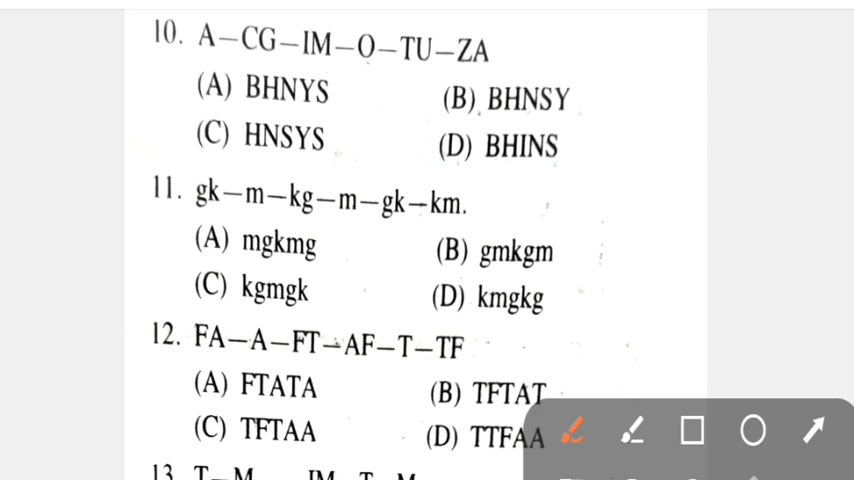 10. A–CG–IM–O–TU–ZA
(A) BHNYS (B) BHNSY
(C) HNSYS (D) BHINS
11. gk–m–kg–m–gk–km.
(A) mgkmg (B) gmkgm
(C) kgmgk (D) kmgkg
12. FA–A–FT–AF–T–TF
(A) FTATA (B) TFTAT
(C) TFTAA (D) TTFAA